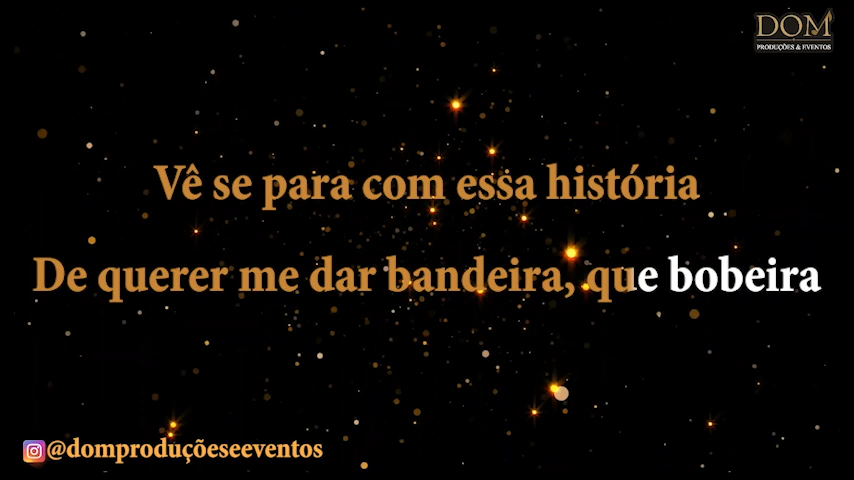 DOM
PRODUÇÕES & EVENTOS
Vê se para com essa história
De querer me dar bandeira, que bobeira
@domproduçõeseeventos